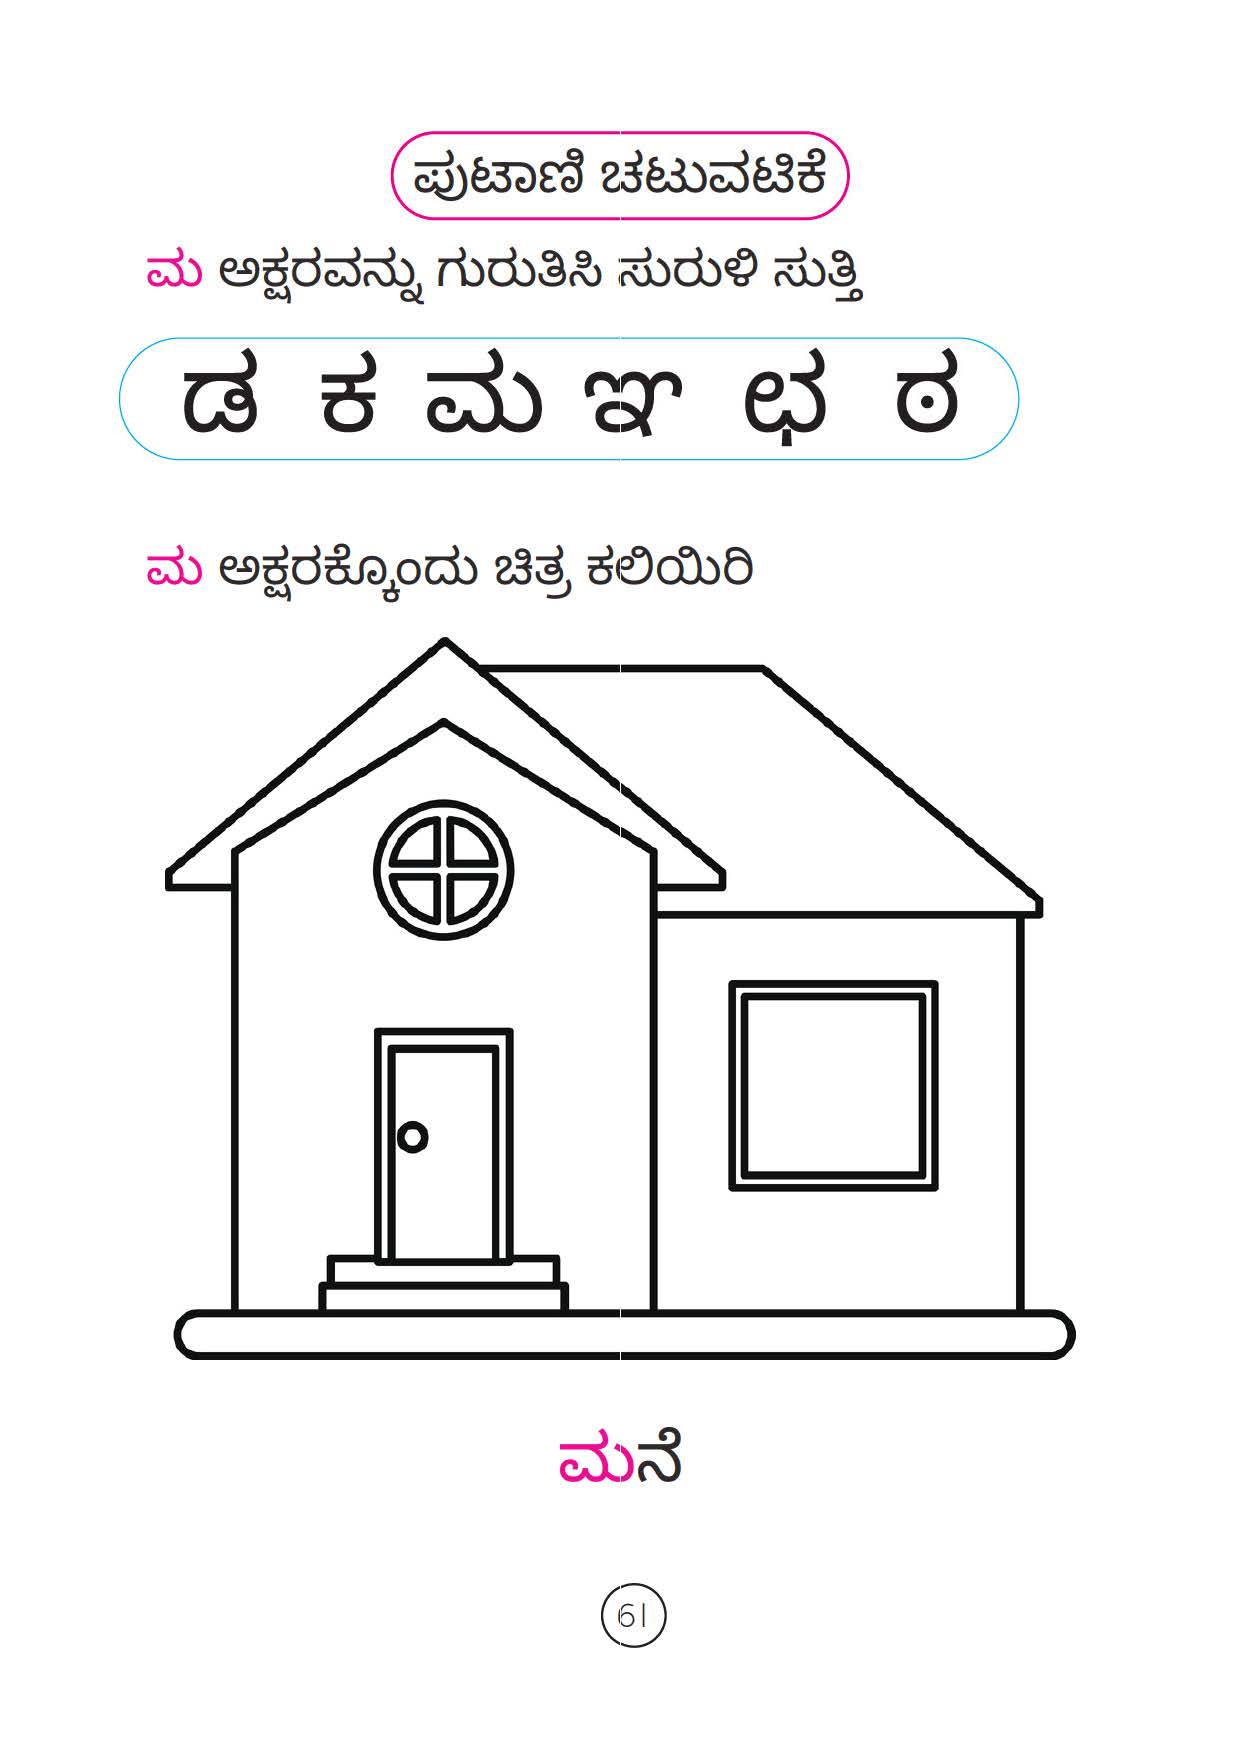 ಪುಟಾಣಿ ಚಟುವಟಿಕೆ
ಮ ಅಕ್ಷರವನ್ನು ಗುರುತಿಸಿ ಸುರುಳಿ ಸುತ್ತಿ
ಡ ಕ ಮ ಞ ಛ ಠ
ಮ ಅಕ್ಷರಕ್ಕೊಂದು ಚಿತ್ರ ಕಲಿಯಿರಿ
ಮನೆ
61